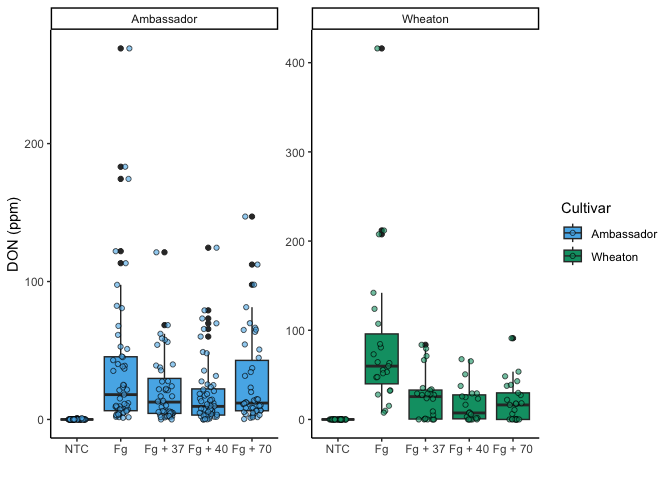 Ambassador
Wheaton
DON (ppm)
200
100
0
400
300
200
100
0
NTC Fg Fg + 37 Fg + 40 Fg + 70
NTC Fg Fg + 37 Fg + 40 Fg + 70
Cultivar
Ambassador
Wheaton